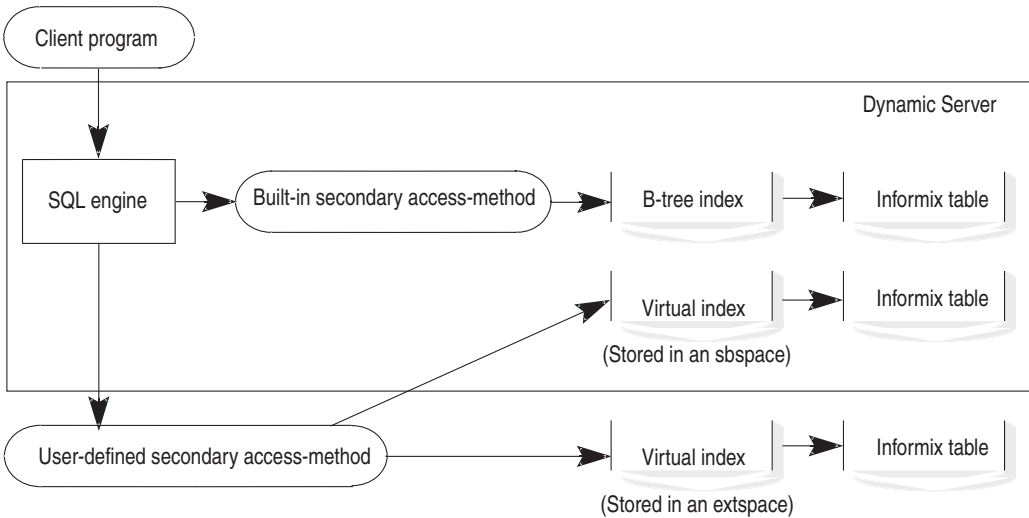 Client program
Dynamic Server
SQL engine
Built-in secondary access-method
B-tree index
Informix table
Virtual index
Informix table
(Stored in an sbspace)
User-defined secondary access-method
Virtual index
Informix table
(Stored in an extspace)